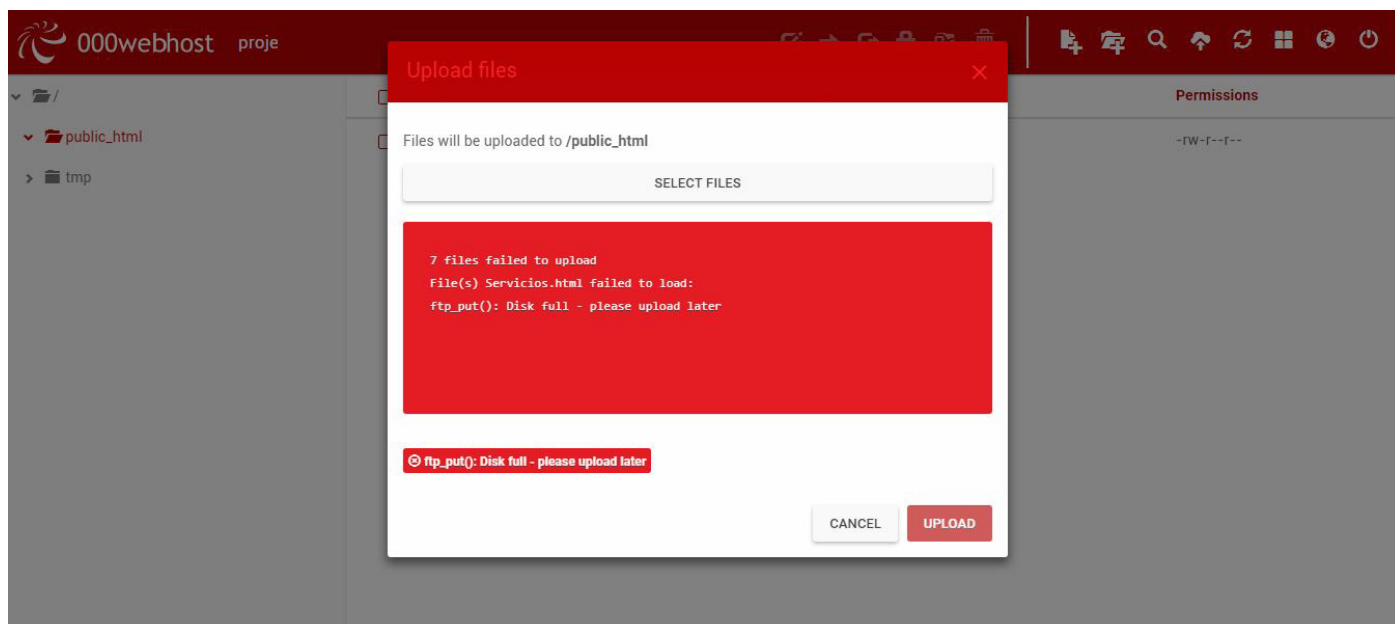 000webhost proje
Upload files
/
Permissions
public_html
Files will be uploaded to /public_html
-rw-r--r--
tmp
SELECT FILES
7 files failed to upload
File(s) Servicios.html failed to load:
ftp_put(): Disk full - please upload later
ftp_put(): Disk full - please upload later
CANCEL
UPLOAD